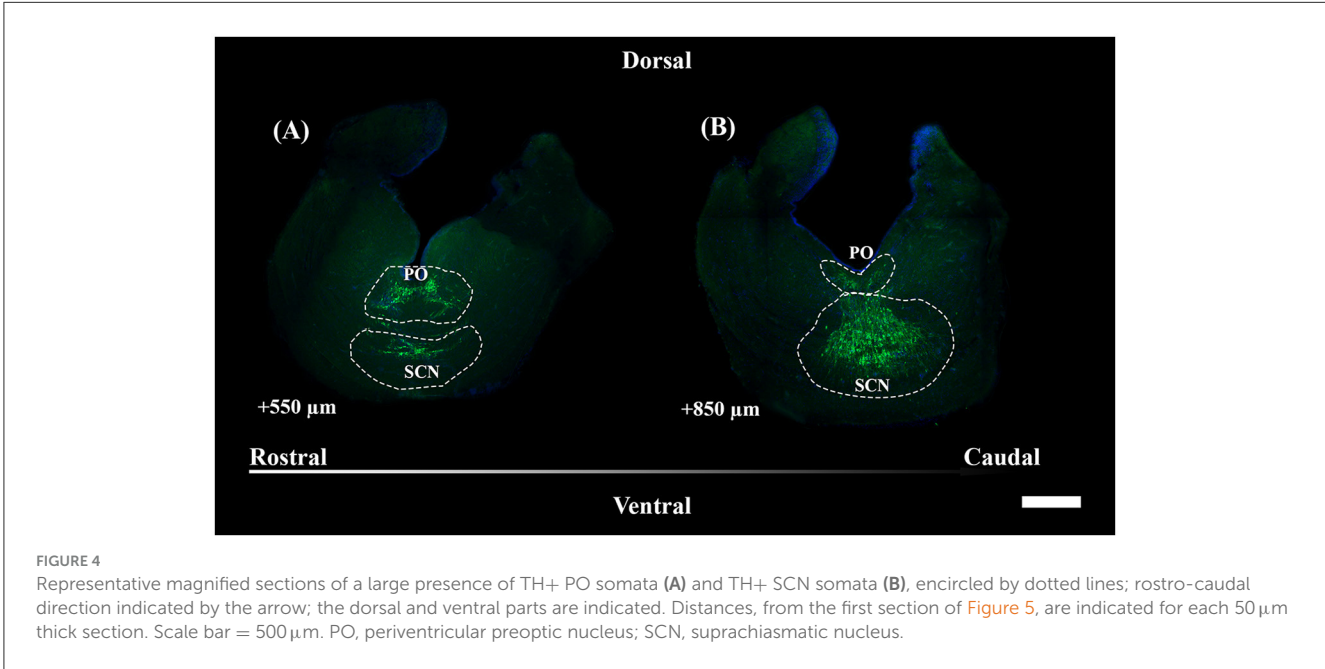 Dorsal
(A)
(B)
PO
SCN
+550 μm
PO
SCN
+850 μm
Rostral
Caudal
Ventral
FIGURE 4
Representative magnified sections of a large presence of TH+ PO somata (A) and TH+ SCN somata (B), encircled by dotted lines; rostro-caudal
direction indicated by the arrow; the dorsal and ventral parts are indicated. Distances, from the first section of Figure 5, are indicated for each 50 μm
thick section. Scale bar = 500 μm. PO, periventricular preoptic nucleus; SCN, suprachiasmatic nucleus.